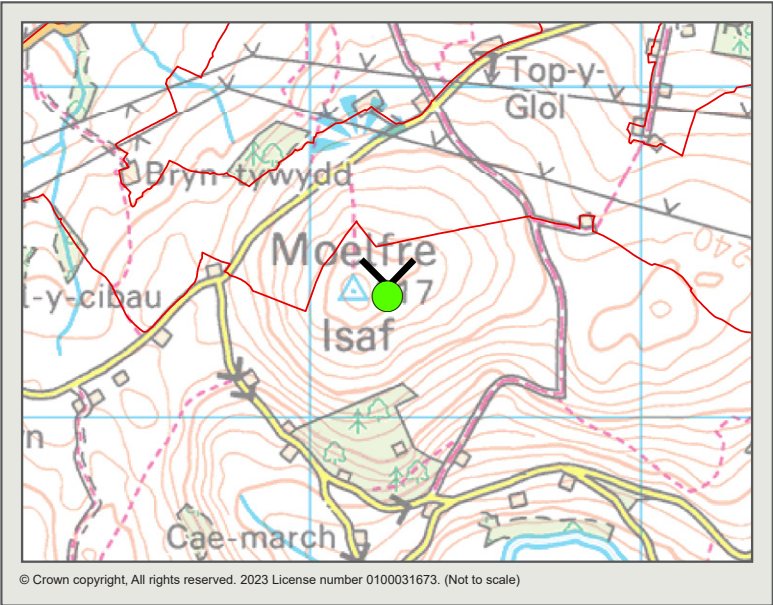 Top-y-
Glol
Bryn-tywydd
Moelfre
17
l-y-cibau
Isaf
240
n
Cae-march
© Crown copyright, All rights reserved. 2023 License number 0100031673. (Not to scale)